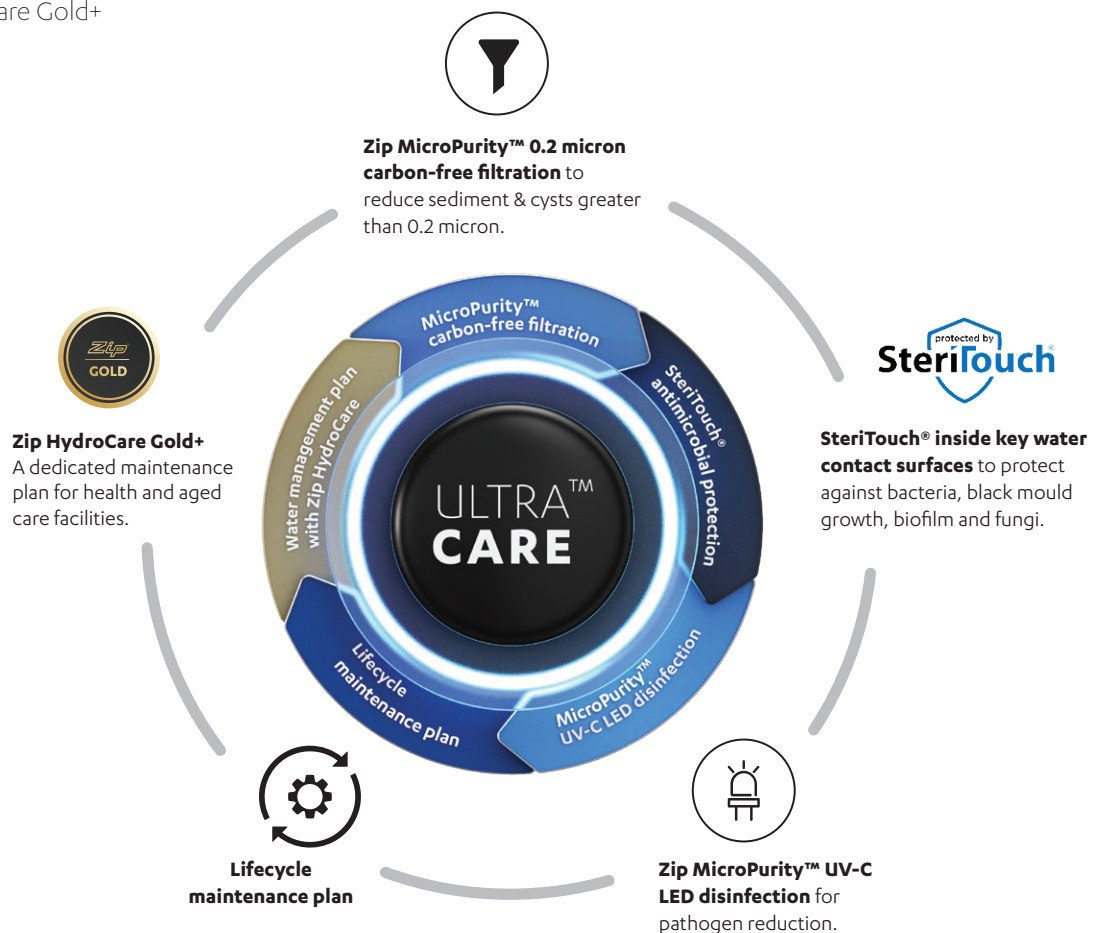 are Gold+
Zip MicroPurity™ 0.2 micron
carbon-free filtration to
reduce sediment & cysts greater
than 0.2 micron.
MicroPurity™
carbon-free filtration
Zip
GOLD
protected by
SteriTouch®
Zip HydroCare Gold+
A dedicated maintenance
plan for health and aged
care facilities.
Water management plan
with Zip HydroCare
ULTRA™
CARE
SteriTouch®
antimicrobial protection
SteriTouch® inside key water
contact surfaces to protect
against bacteria, black mould
growth, biofilm and fungi.
Lifecycle
maintenance plan
MicroPurity™
UV-C LED disinfection
Lifecycle
maintenance plan
Zip MicroPurity™ UV-C
LED disinfection for
pathogen reduction.